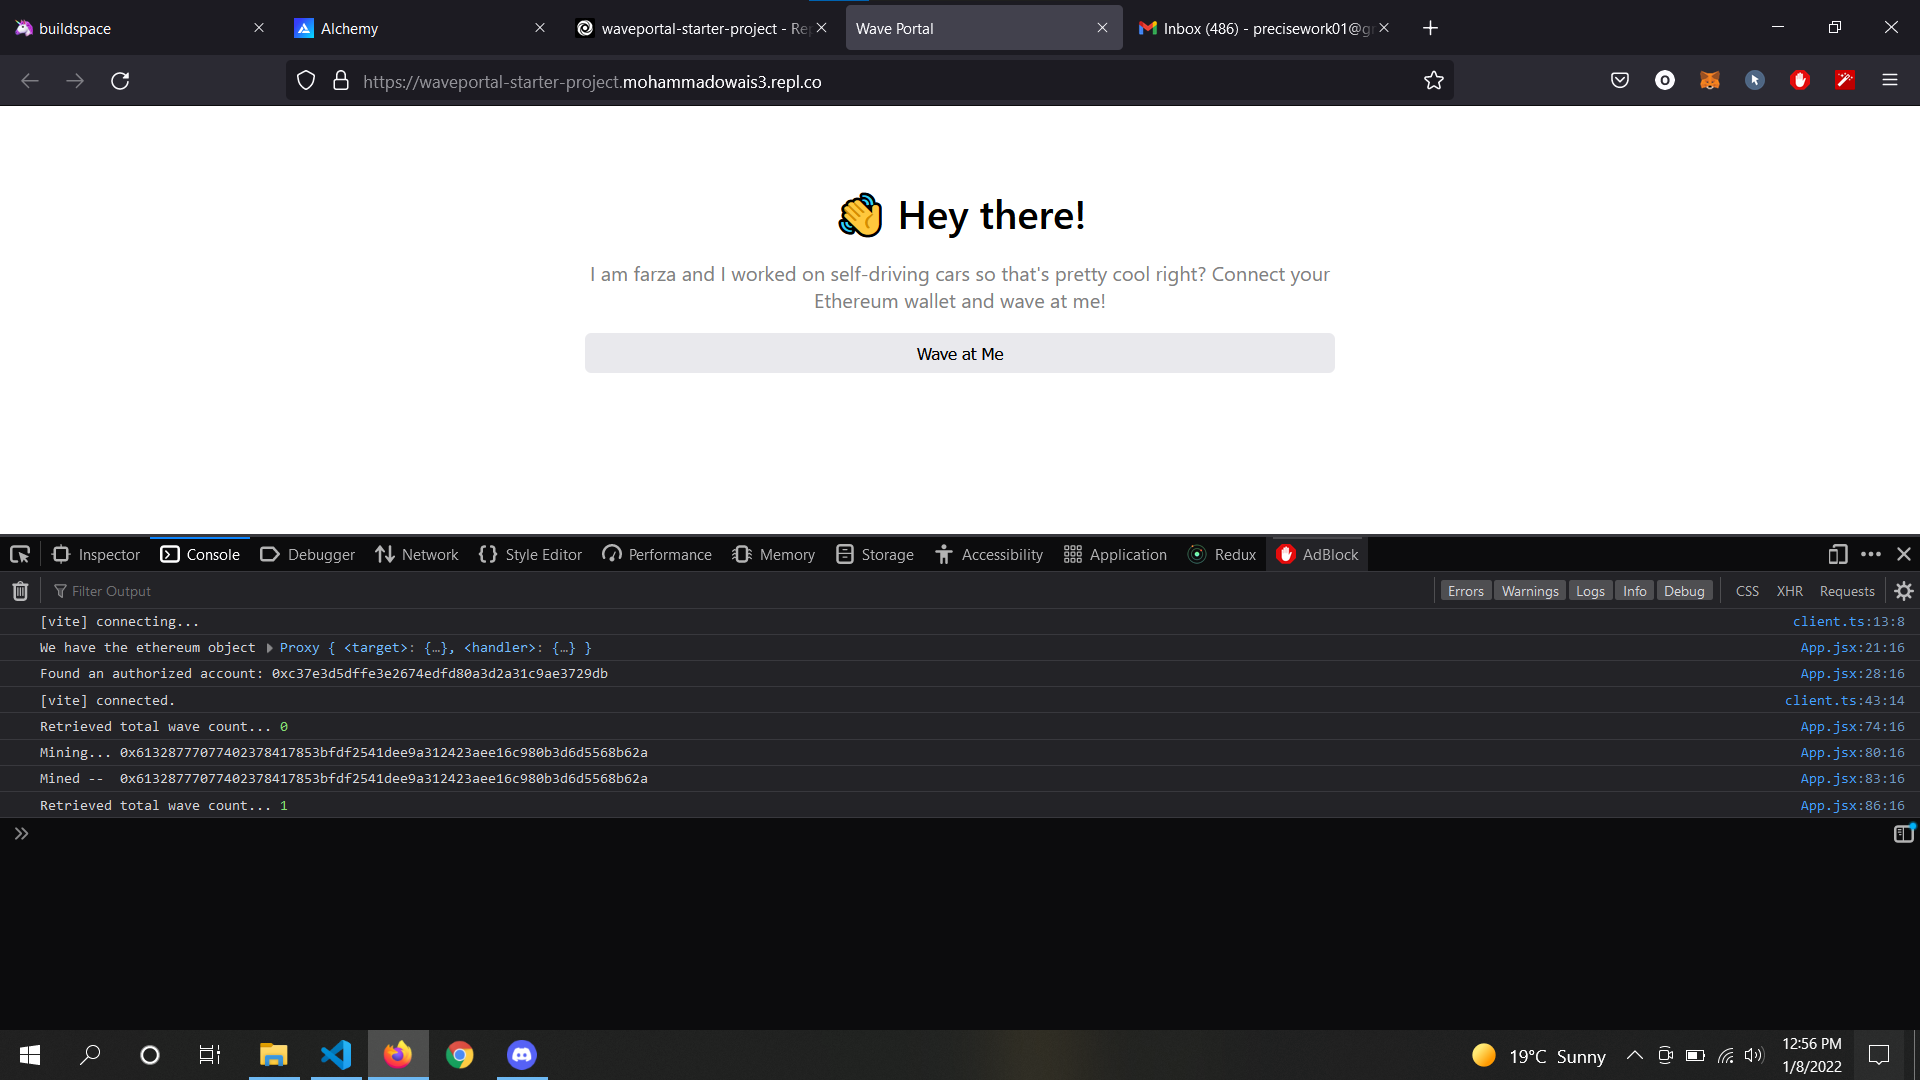 buildspace
Alchemy
waveportal-starter-project - Rep
Wave Portal
Inbox (486) - precisework01@gr
https://waveportal-starter-project.mohammadowais3.repl.co
👋 Hey there!
I am farza and I worked on self-driving cars so that's pretty cool right? Connect your
Ethereum wallet and wave at me!
Wave at Me
Inspector Console Debugger Network Style Editor Performance Memory Storage Accessibility Application Redux AdBlock
Filter Output Errors Warnings Logs Info Debug CSS XHR Requests
[vite] connecting... client.ts:13:8
We have the ethereum object Proxy { <target>: {…}, <handler>: {…} } App.jsx:21:16
Found an authorized account: 0xc37e3d5dffe3e2674edfd80a3d2a31c9ae3729db App.jsx:28:16
[vite] connected. client.ts:43:14
Retrieved total wave count... 0 App.jsx:74:16
Mining... 0x61328777077402378417853bfdf2541dee9a312423aee16c980b3d6d5568b62a App.jsx:80:16
Mined -- 0x61328777077402378417853bfdf2541dee9a312423aee16c980b3d6d5568b62a App.jsx:83:16
Retrieved total wave count... 1 App.jsx:86:16
19°C Sunny
12:56 PM
1/8/2022